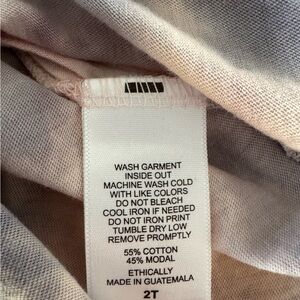 WASH GARMENT
INSIDE OUT
MACHINE WASH COLD
WITH LIKE COLORS
DO NOT BLEACH
COOL IRON IF NEEDED
DO NOT IRON PRINT
TUMBLE DRY LOW
REMOVE PROMPTLY
55% COTTON
45% MODAL
ETHICALLY
MADE IN GUATEMALA
2T